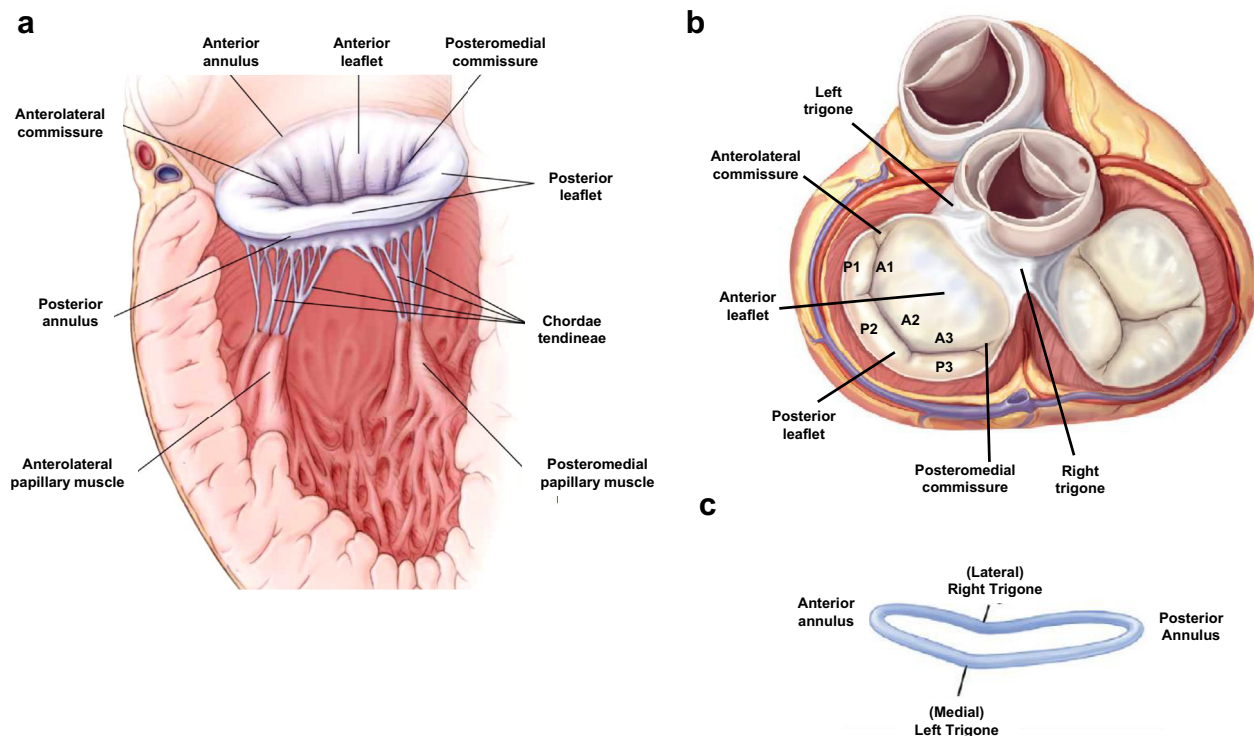 a
Anterior
annulus
Anterior
leaflet
Posteromedial
commissure
Anterolateral
commissure
Posterior
leaflet
Posterior
annulus
Chordae
tendineae
Anterolateral
papillary muscle
Posteromedial
papillary muscle
b
Left
trigone
Anterolateral
commissure
P1
A1
Anterior
leaflet
A2
P2
A3
P3
Posterior
leaflet
Posteromedial
commissure
Right
trigone
c
(Lateral)
Right Trigone
Anterior
annulus
Posterior
Annulus
(Medial)
Left Trigone